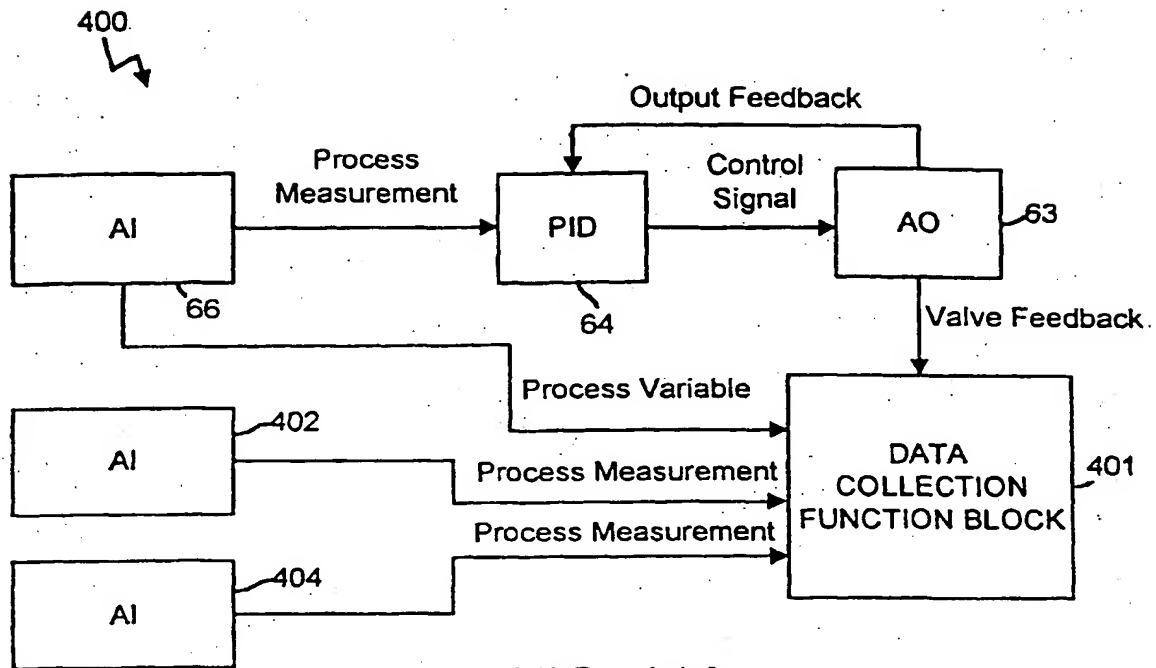 400
Output Feedback
Process
Measurement
Control
Signal
AI
PID
AO
63
66
64
Valve Feedback
Process Variable
402
AI
Process Measurement
DATA
COLLECTION
FUNCTION BLOCK
401
Process Measurement
404
AI